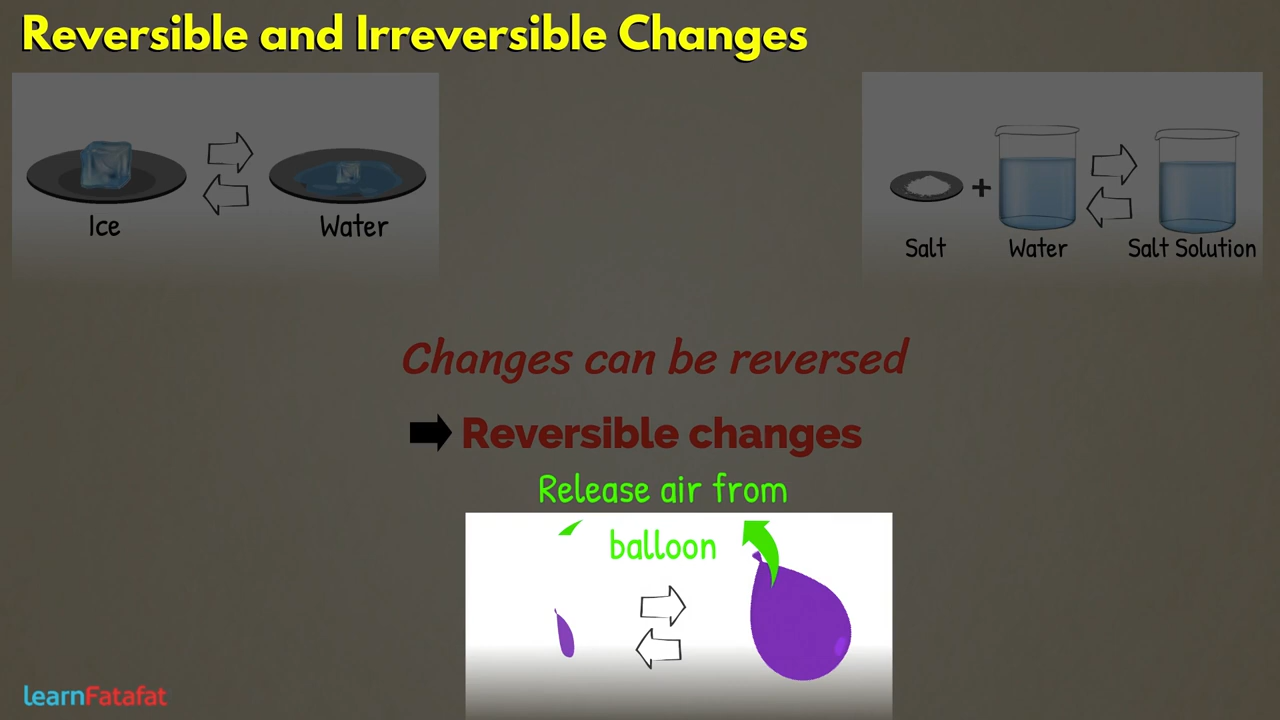 Reversible and Irreversible Changes
Ice
Water
+
Salt
Water
Salt Solution
Changes can be reversed
Reversible changes
Release air from
balloon
learnFatafat